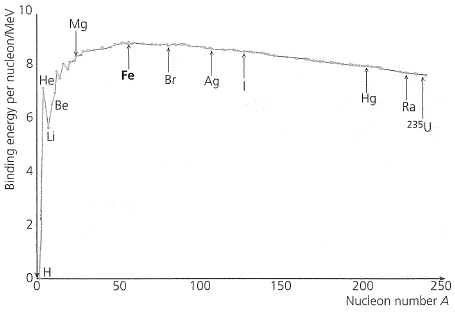 Binding energy per nucleon/MeV
10
8
6
4
2
0
Mg
He
Be
Li
H
Fe
Br
Ag
I
Hg
Ra
²³⁵U
0
50
100
150
200
250
Nucleon number A